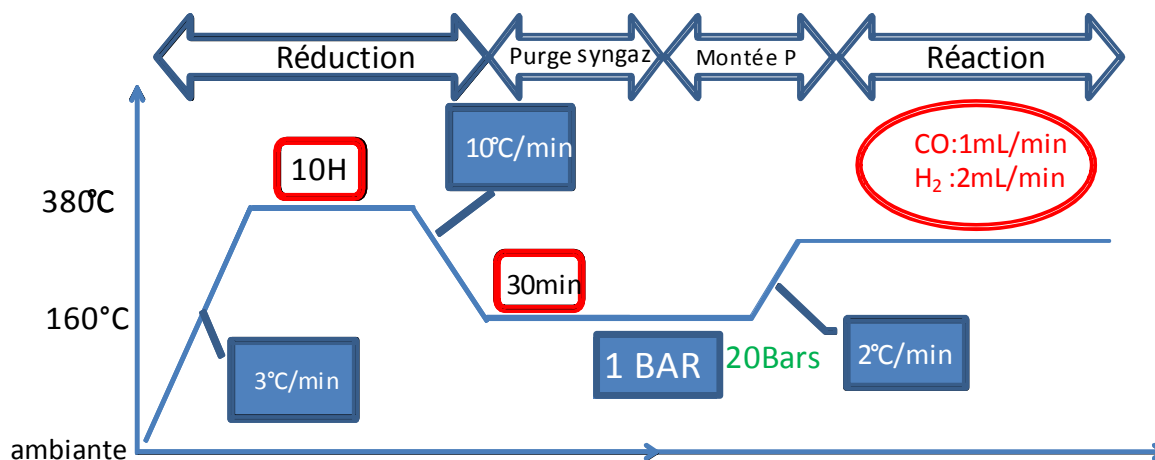 Réduction
Purge syngaz
Montée P
Réaction
10H
10°C/min
CO:1mL/min
H₂ :2mL/min
380°C
30min
160°C
3°C/min
1 BAR
20Bars
2°C/min
ambiante